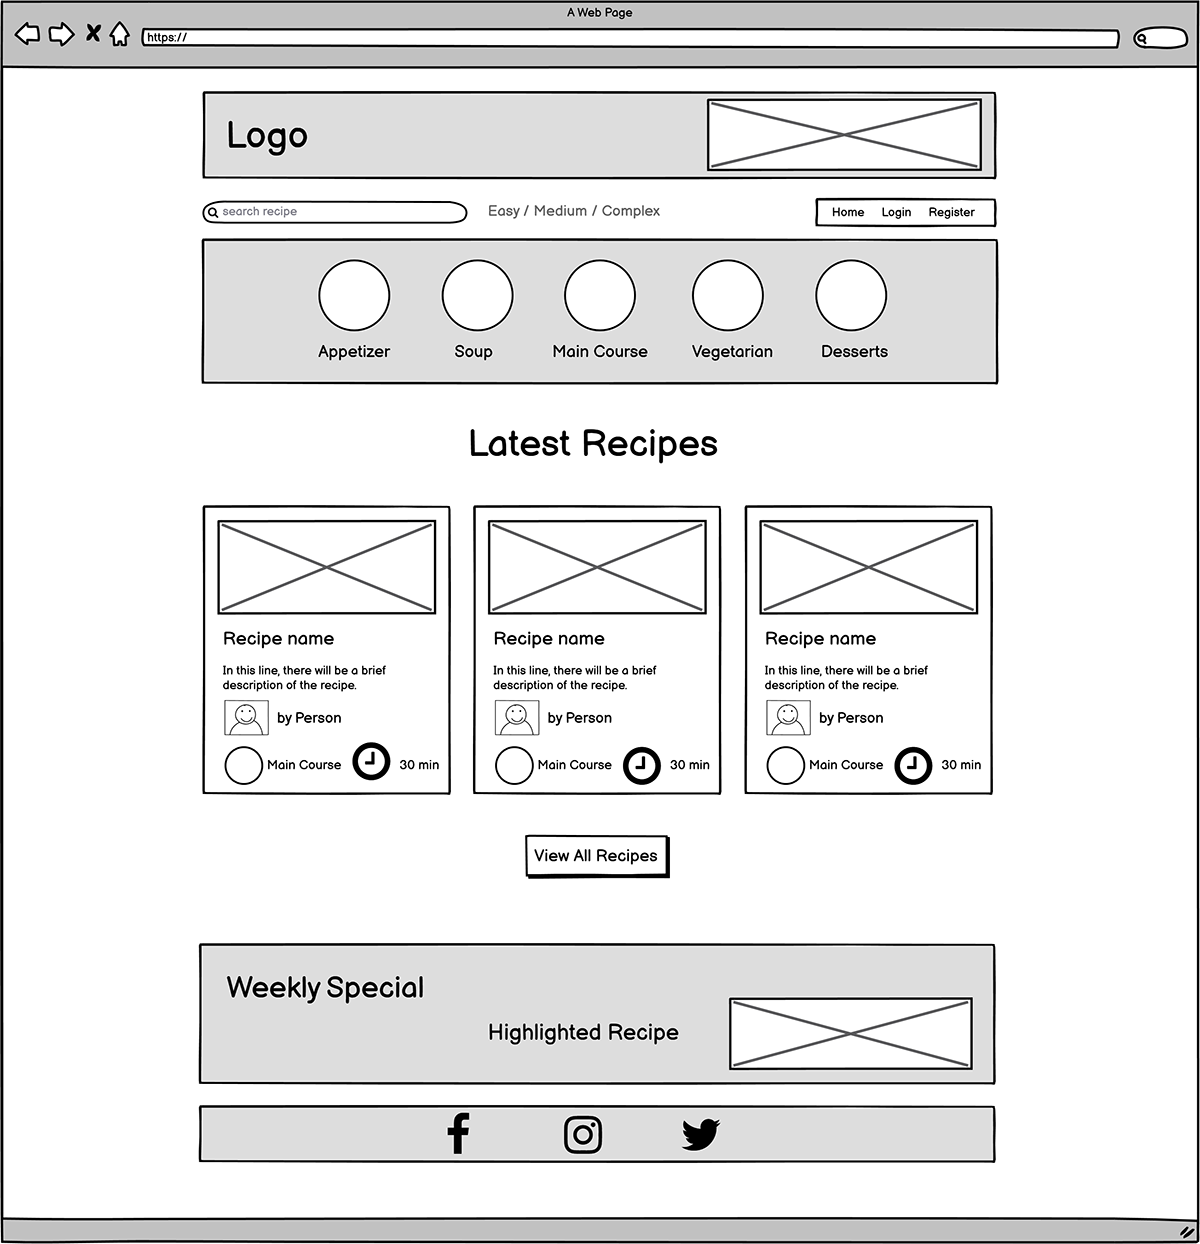 A Web Page
https://
Logo
search recipe
Easy / Medium / Complex
Home Login Register
Appetizer Soup Main Course Vegetarian Desserts
Latest Recipes
Recipe name
In this line, there will be a brief
description of the recipe.
by Person
Main Course 30 min
Recipe name
In this line, there will be a brief
description of the recipe.
by Person
Main Course 30 min
Recipe name
In this line, there will be a brief
description of the recipe.
by Person
Main Course 30 min
View All Recipes
Weekly Special
Highlighted Recipe